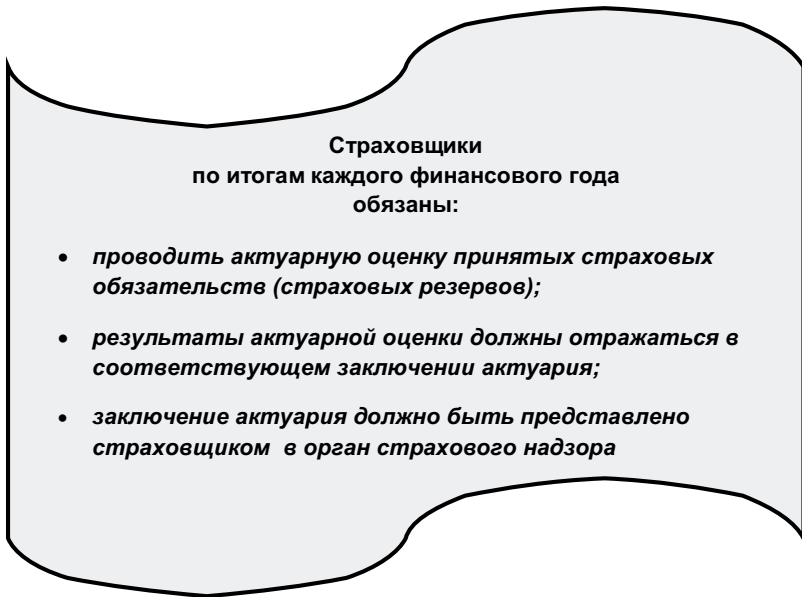 Страховщики
по итогам каждого финансового года
обязаны:
• проводить актуарную оценку принятых страховых
обязательств (страховых резервов);
• результаты актуарной оценки должны отражаться в
соответствующем заключении актуария;
• заключение актуария должно быть представлено
страховщиком в орган страхового надзора